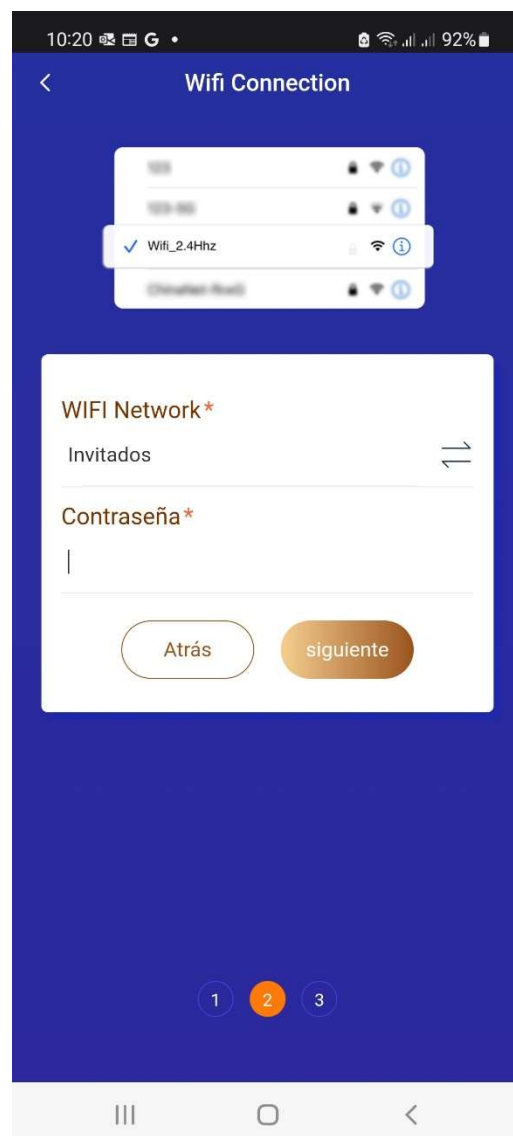 10:20 G • 92%
Wifi Connection
Wifi_2.4Hhz
WIFI Network*
Invitados
Contraseña*
Atrás siguiente
1 2 3